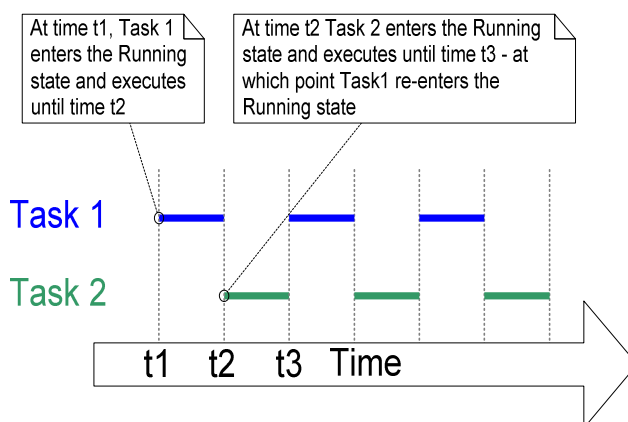 At time t1, Task 1
enters the Running
state and executes
until time t2
At time t2 Task 2 enters the Running
state and executes until time t3 - at
which point Task1 re-enters the
Running state
Task 1
Task 2
t1 t2 t3 Time